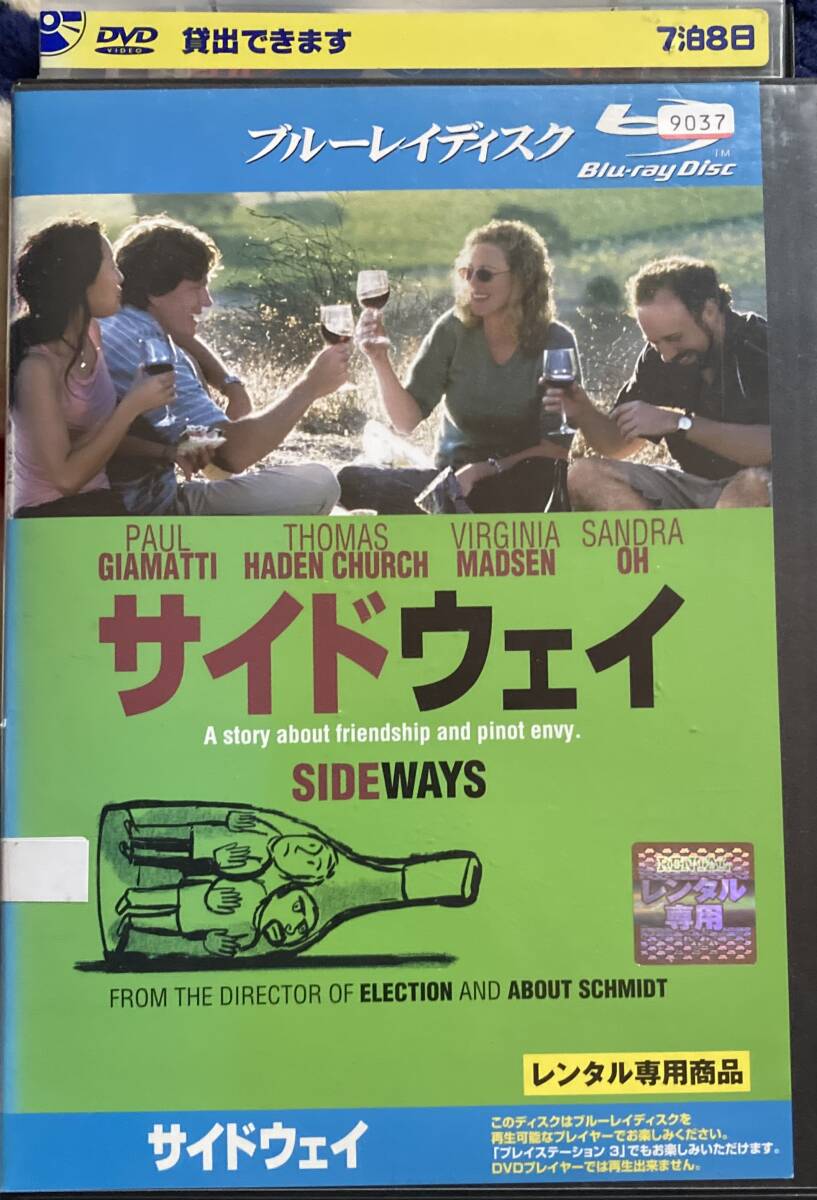 DVD VIDEO 貸出できます 7泊8日
ブルーレイディスク
9037
Blu-ray Disc TM
PAUL GIAMATTI
THOMAS HADEN CHURCH
VIRGINIA MADSEN
SANDRA OH
サイドウェイ
A story about friendship and pinot envy.
SIDEWAYS
レンタル
専用
FROM THE DIRECTOR OF ELECTION AND ABOUT SCHMIDT
レンタル専用商品
サイドウェイ
このディスクはブルーレイディスクを
再生可能なプレイヤーでお楽しみください。
「プレイステーション 3」でもお楽しみいただけます。
DVDプレイヤーでは再生出来ません。